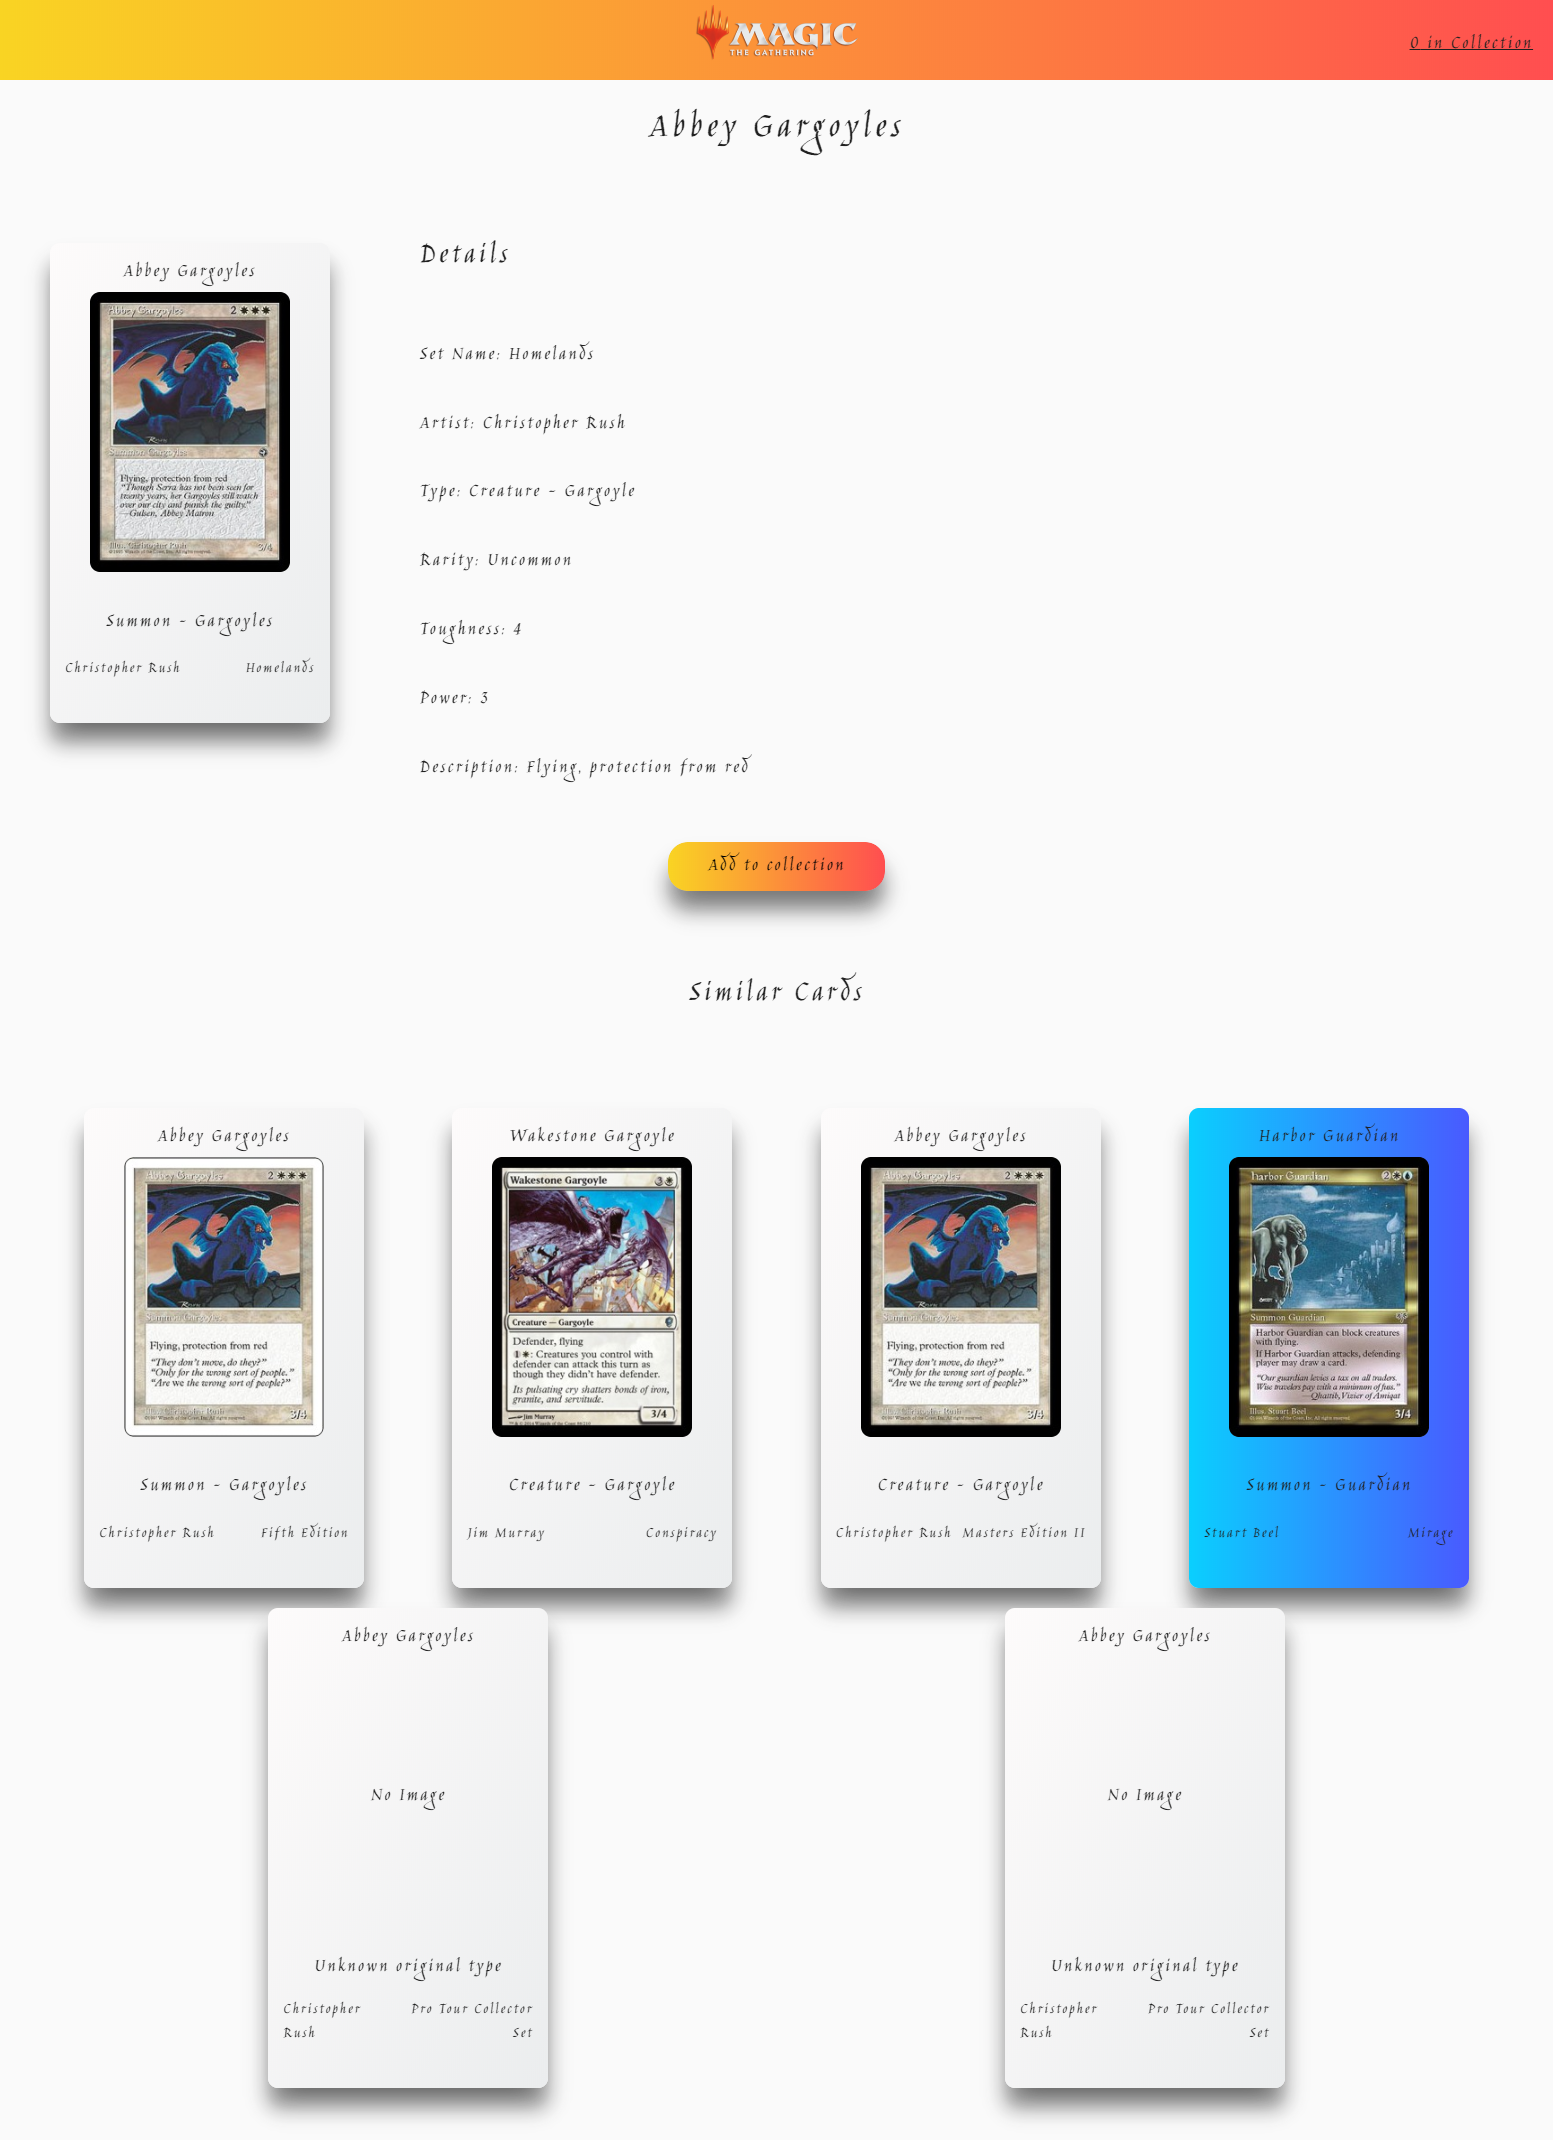 MAGIC
THE GATHERING
0 in Collection
Abbey Gargoyles
Abbey Gargoyles
Abbey Gargoyles 2
Summon Gargoyles
Flying, protection from red
"Though Serra has not been seen for
twenty years, her Gargoyles still watch
over our city and punish the guilty."
—Gulsen, Abbey Matron
Illus. Christopher Rush
3/4
Summon - Gargoyles
Christopher Rush Homelands
Details
Set Name: Homelands
Artist: Christopher Rush
Type: Creature - Gargoyle
Rarity: Uncommon
Toughness: 4
Power: 3
Description: Flying, protection from red
Add to collection
Similar Cards
Abbey Gargoyles
Abbey Gargoyles 2
Summon Gargoyles
Flying, protection from red
"They don't move, do they?"
"Only for the wrong sort of people."
"Are we the wrong sort of people?"
Illus. Christopher Rush
3/4
Summon - Gargoyles
Christopher Rush Fifth Edition
Wakestone Gargoyle
Wakestone Gargoyle 3
Creature — Gargoyle
Defender, flying
1: Creatures you control with
defender can attack this turn as
though they didn't have defender.
Its pulsating cry shatters bonds of iron,
granite, and servitude.
Jim Murray
3/4
Creature - Gargoyle
Jim Murray Conspiracy
Abbey Gargoyles
Abbey Gargoyles 2
Summon Gargoyles
Flying, protection from red
"They don't move, do they?"
"Only for the wrong sort of people."
"Are we the wrong sort of people?"
Illus. Christopher Rush
3/4
Creature - Gargoyle
Christopher Rush Masters Edition II
Harbor Guardian
Harbor Guardian 2
Summon Guardian
Harbor Guardian can block creatures
with flying.
If Harbor Guardian attacks, defending
player may draw a card.
"Our guardian levies a tax on all traders.
Wise travelers pay with a minimum of fuss."
—Qhattib, Vizier of Amiqat
Illus. Stuart Beel
3/4
Summon - Guardian
Stuart Beel Mirage
Abbey Gargoyles
No Image
Unknown original type
Christopher Rush
Pro Tour Collector Set
Abbey Gargoyles
No Image
Unknown original type
Christopher Rush
Pro Tour Collector Set